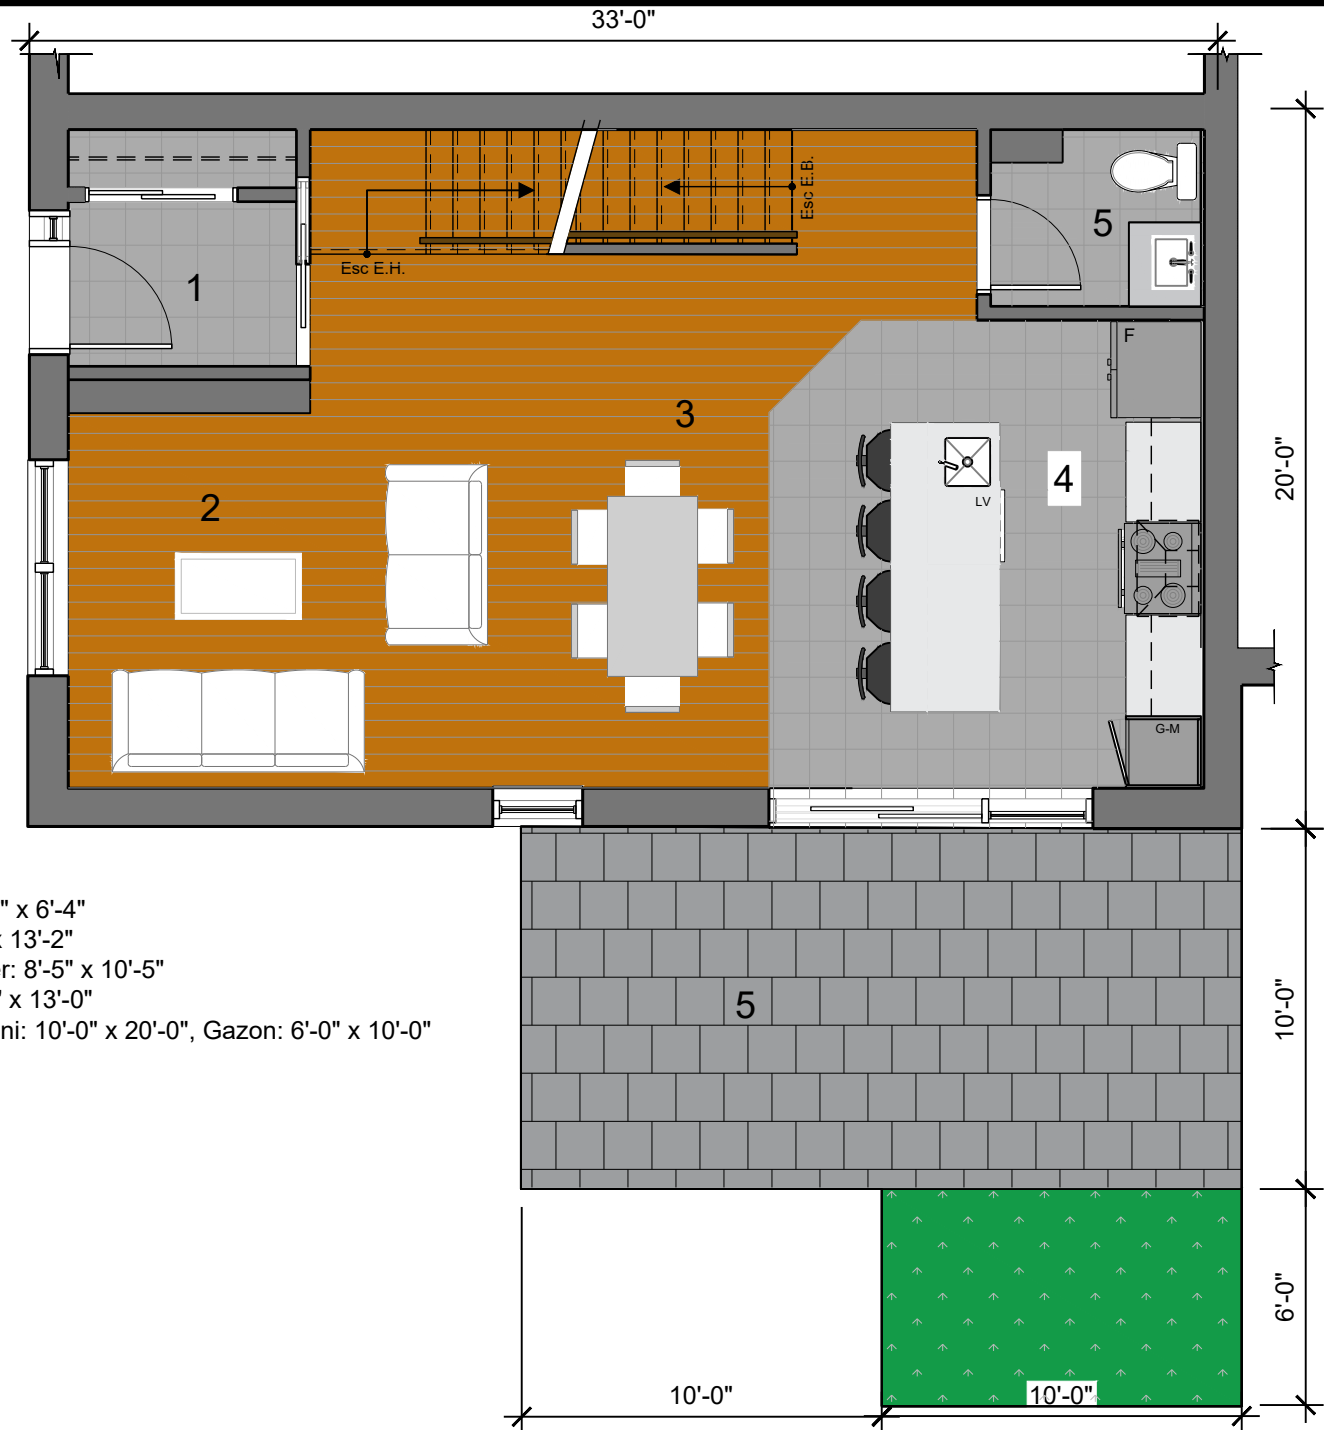 33'-0"
Esc E.B.
Esc E.H.
1
5
F
3
4
20'-0"
2
LV
G-M
" x 6'-4"
x 13'-2"
er: 8'-5" x 10'-5"
" x 13'-0"
ni: 10'-0" x 20'-0", Gazon: 6'-0" x 10'-0"
5
10'-0"
6'-0"
10'-0"
10'-0"